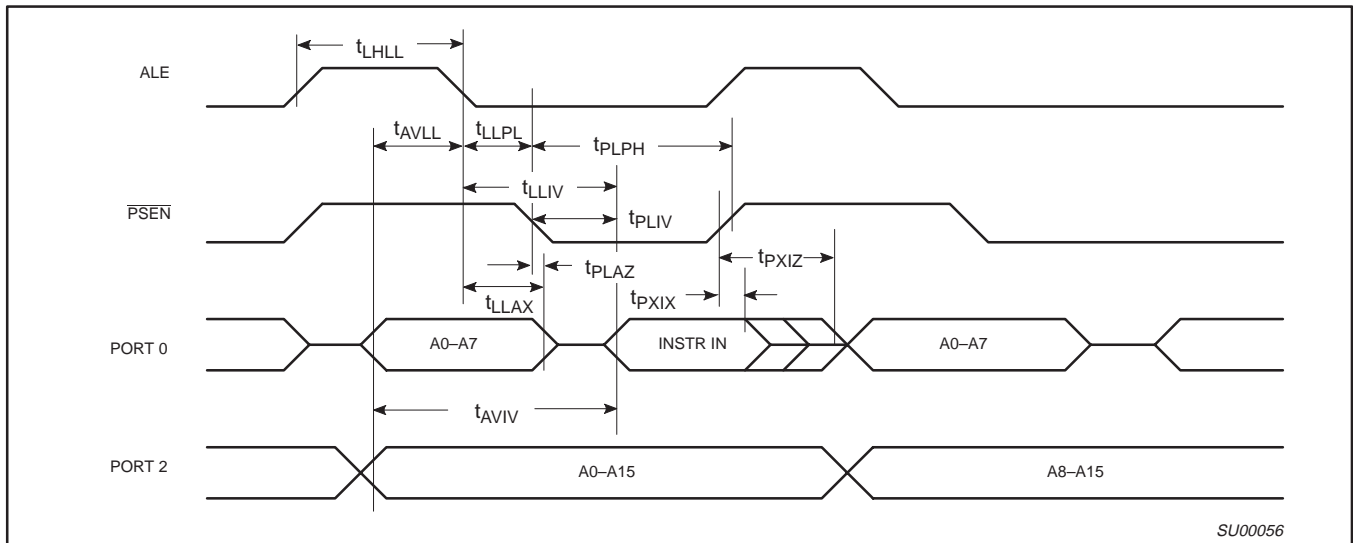 tLHLL
ALE
tAVLL tLLPL
tPLPH
tLLIV
PSEN
tPLIV
tPXIZ
tPLAZ
tLLAX tPXIX
PORT 0 A0–A7 INSTR IN A0–A7
tAVIV
PORT 2 A0–A15 A8–A15
SU00056